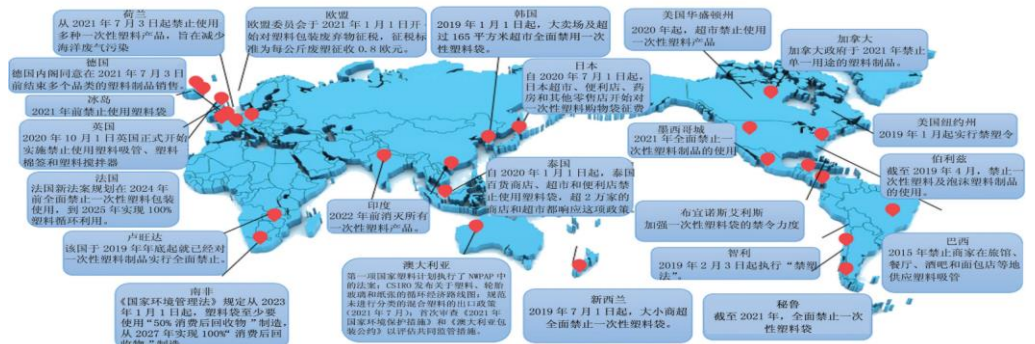 荷兰
从 2021 年 7 月 3 日起禁止使用
多种一次性塑料产品，旨在减少
海洋废气污染
德国
德国内阁同意在 2021 年 7 月 3 日
前结束多个品类的塑料制品销售。
冰岛
2021 年前禁止使用塑料袋
英国
2020 年 10 月 1 日英国正式开始
实施禁止使用塑料吸管、塑料
棉签和塑料搅拌器
法国
法国新法案规划在 2024 年
前全面禁止一次性塑料包装
使用，到 2025 年实现 100%
塑料循环利用。
卢旺达
该国于 2019 年年底起就已经对
一次性塑料制品实行全面禁止。
南非
《国家环境管理法》规定从 2023
年 1 月 1 日起，塑料袋至少要
使用“50% 消费后回收物”制造，
从 2027 年实现 100%“消费后回
收物”制造
欧盟
欧盟委员会于 2021 年 1 月 1 日开
始对塑料包装废弃物征税，征税标
准为每公斤废塑征收 0.8 欧元。
韩国
2019 年 1 月 1 日起，大卖场及超
过 165 平方米超市全面禁用一次
性塑料袋。
日本
自 2020 年 7 月 1 日起，
日本超市、便利店、药
房和其他零售店开始对
一次性塑料购物袋征费
泰国
自 2020 年 1 月 1 日起，泰国
百货商店、超市和便利店禁
止使用塑料袋，超 2 万家的
商店和超市都响应这项政策
印度
2022 年前消灭所有
一次性塑料产品。
澳大利亚
第一项国家塑料计划执行了 NWPAP 中
的法案；CSIRO 发布关于塑料、轮胎
玻璃和纸张的循环经济路线图；规范
未进行分类的混合塑料的出口政策
（2021 年 7 月）；首次审查《2021 年
国家环境保护措施》和《澳大利亚包
装公约》以评估共同监管措施。
新西兰
2019 年 7 月 1 日起，大小商超
全面禁止一次性塑料袋。
美国华盛顿州
2020 年起，超市禁止使用
一次性塑料产品
加拿大
加拿大政府于 2021 年禁止
单一用途的塑料制品。
美国纽约州
2019 年 1 月起实行禁塑令
墨西哥城
2021 年全面禁止一
次性塑料制品的使用
伯利兹
截至 2019 年 4 月，禁止一
次性塑料及泡沫塑料制品
的使用。
布宜诺斯艾利斯
加强一次性塑料袋的禁令力度
智利
2019 年 2 月 3 日起执行“禁塑
法”。
巴西
2015 年禁止商家在旅馆、
餐厅、酒吧和面包店等地
供应塑料吸管
秘鲁
截至 2021 年，全面禁止一次
性塑料袋